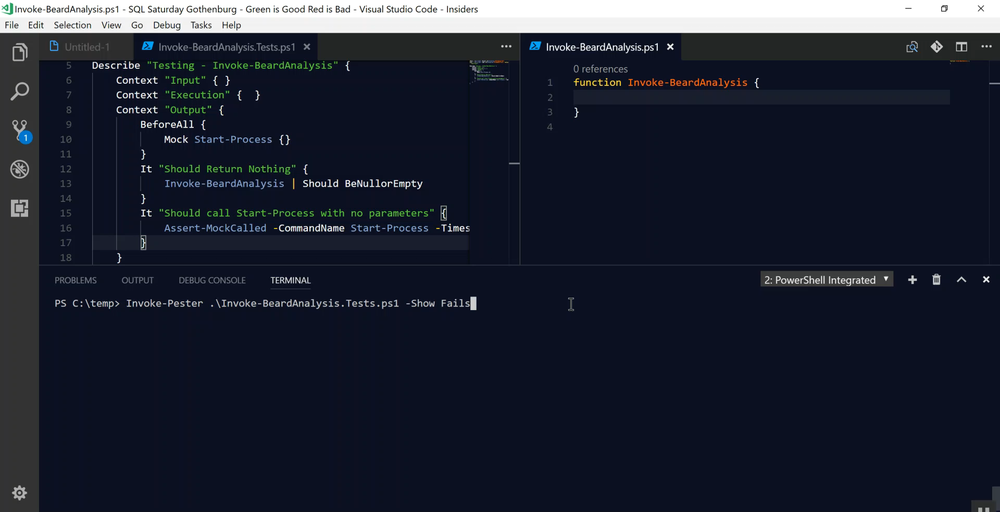 Invoke-BeardAnalysis.ps1 - SQL Saturday Gothenburg - Green is Good Red is Bad - Visual Studio Code - Insiders
File Edit Selection View Go Debug Tasks Help
Untitled-1 Invoke-BeardAnalysis.Tests.ps1
5 Describe "Testing - Invoke-BeardAnalysis" {
6 Context "Input" { }
7 Context "Execution" {  }
8 Context "Output" {
9 BeforeAll {
10 Mock Start-Process {}
11 }
12 It "Should Return Nothing" {
13 Invoke-BeardAnalysis | Should BeNullorEmpty
14 }
15 It "Should call Start-Process with no parameters" {
16 Assert-MockCalled -CommandName Start-Process -Times
17 }
18 }
Invoke-BeardAnalysis.ps1
0 references
1 function Invoke-BeardAnalysis {
2
3 }
4
1
PROBLEMS OUTPUT DEBUG CONSOLE TERMINAL 2: PowerShell Integrated
PS C:\temp> Invoke-Pester .\Invoke-BeardAnalysis.Tests.ps1 -Show Fails